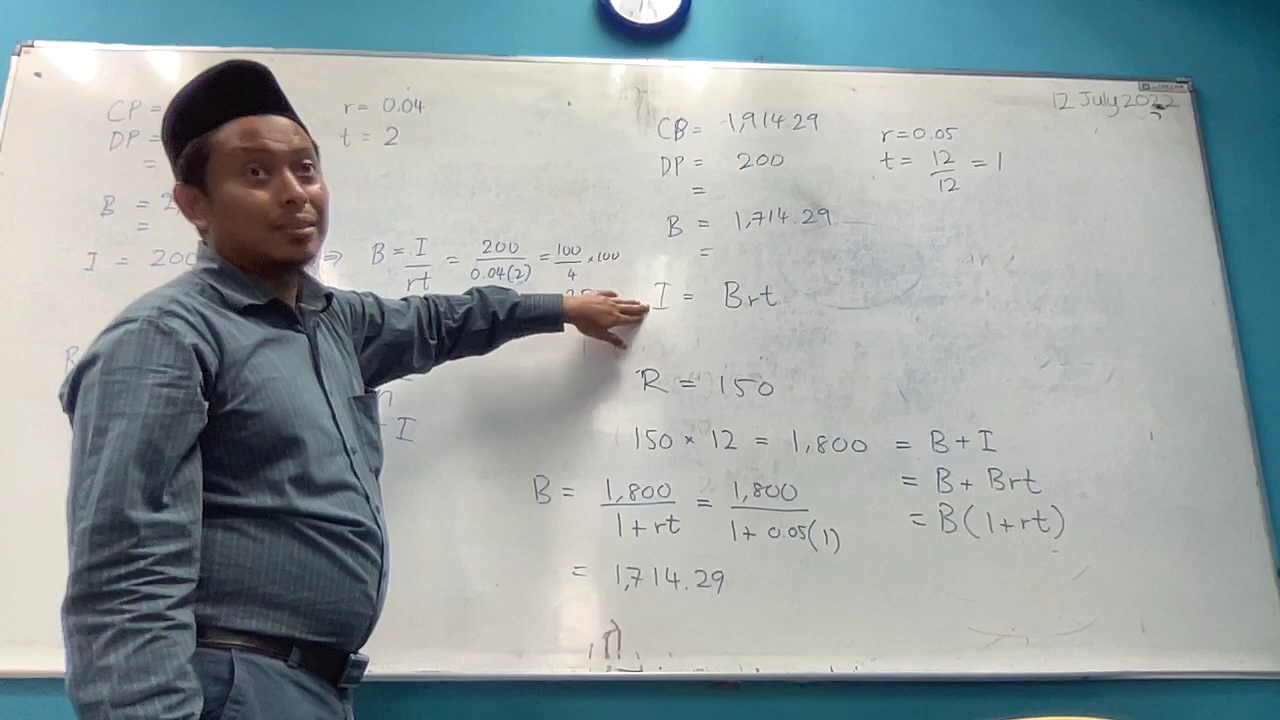 12 July 2022
CP =
r = 0.04
DP =
t = 2
=
B = 2
=
I = 200 ⇒ B = I/rt = 200/0.04(2) = 100/4 × 100
n
I
CB = 1,914.29
r = 0.05
DP = 200
t = 12/12 = 1
=
B = 1,714.29
=
I = Brt
R = 150
150 × 12 = 1,800 = B + I
= B + Brt
= B(1+rt)
B = 1,800/1+rt = 1,800/1+0.05(1)
= 1,714.29